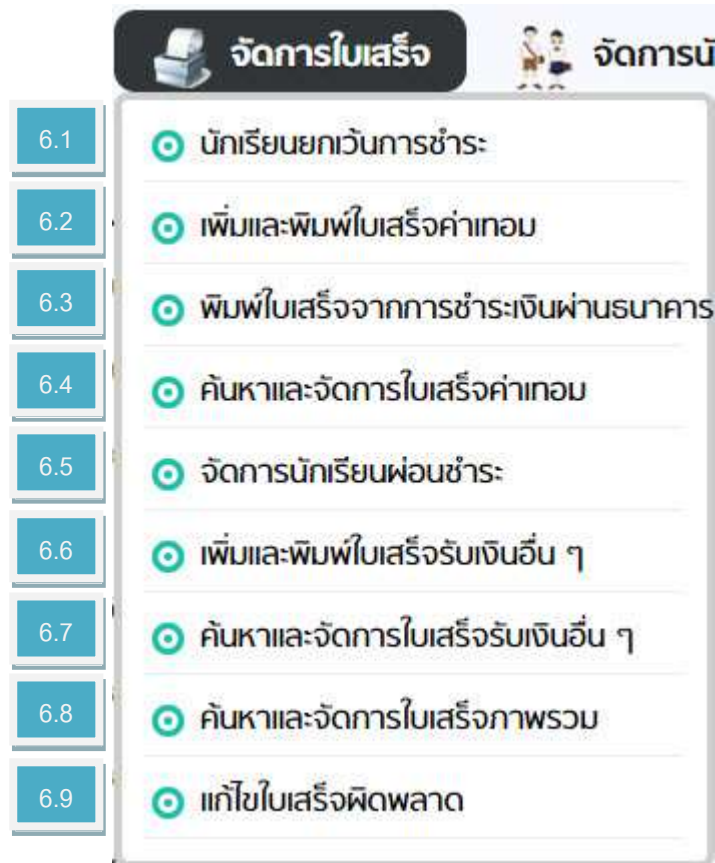 จัดการใบเสร็จ จัดการนั
6.1 นักเรียนยกเว้นการชำระ
6.2 เพิ่มและพิมพ์ใบเสร็จค่าเทอม
6.3 พิมพ์ใบเสร็จจากการชำระเงินผ่านธนาคาร
6.4 ค้นหาและจัดการใบเสร็จค่าเทอม
6.5 จัดการนักเรียนผ่อนชำระ
6.6 เพิ่มและพิมพ์ใบเสร็จรับเงินอื่น ๆ
6.7 ค้นหาและจัดการใบเสร็จรับเงินอื่น ๆ
6.8 ค้นหาและจัดการใบเสร็จภาพรวม
6.9 แก้ไขใบเสร็จผิดพลาด